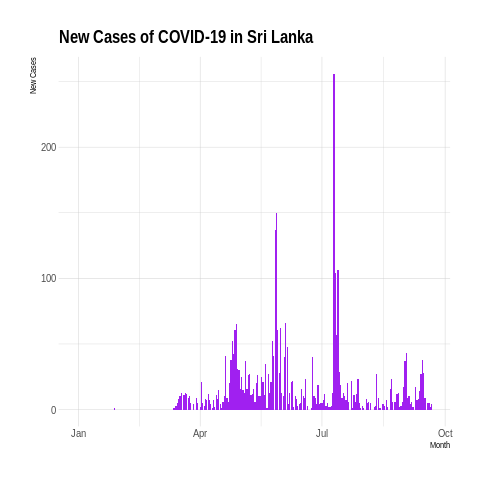 New Cases of COVID-19 in Sri Lanka
New Cases
200
100
0
Jan
Apr
Jul
Oct
Month